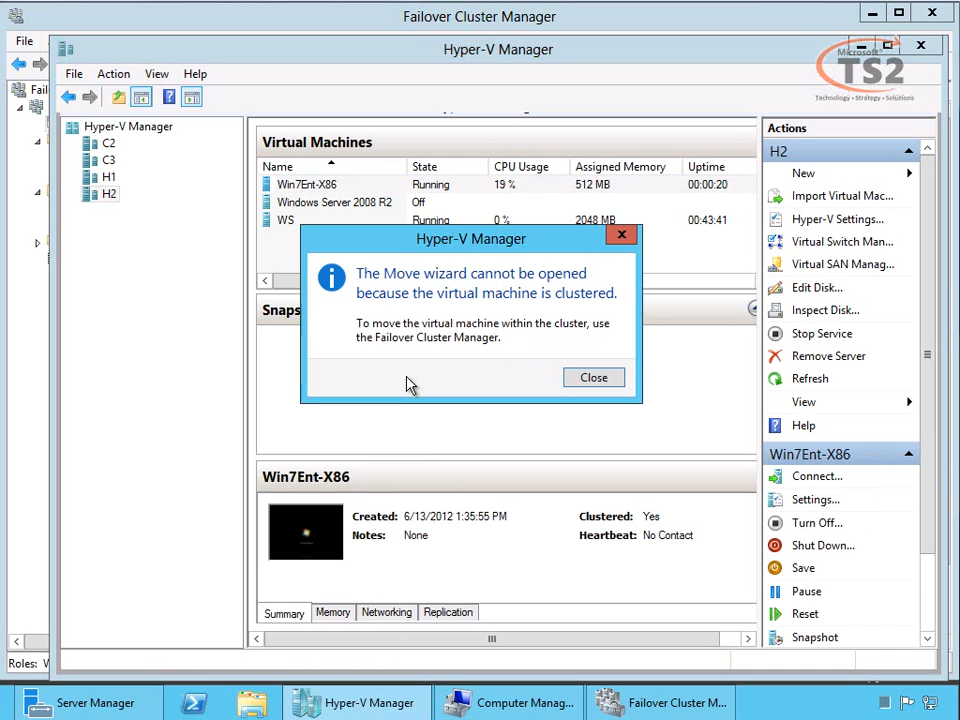 Failover Cluster Manager
File
Hyper-V Manager
Microsoft
TS2
Technology • Strategy • Solutions
File Action View Help
Fail
Hyper-V Manager
C2
C3
H1
H2
Virtual Machines
Name State CPU Usage Assigned Memory Uptime
Win7Ent-X86 Running 19 % 512 MB 00:00:20
Windows Server 2008 R2 Off
WS Running 0 % 2048 MB 00:43:41
Snaps
Hyper-V Manager
The Move wizard cannot be opened
because the virtual machine is clustered.
To move the virtual machine within the cluster, use
the Failover Cluster Manager.
Close
Win7Ent-X86
Created: 6/13/2012 1:35:55 PM Clustered: Yes
Notes: None Heartbeat: No Contact
Summary Memory Networking Replication
Actions
H2
New
Import Virtual Mac...
Hyper-V Settings...
Virtual Switch Man...
Virtual SAN Manag...
Edit Disk...
Inspect Disk...
Stop Service
Remove Server
Refresh
View
Help
Win7Ent-X86
Connect...
Settings...
Turn Off...
Shut Down...
Save
Pause
Reset
Snapshot
Roles: V
Server Manager Hyper-V Manager Computer Manag... Failover Cluster M...